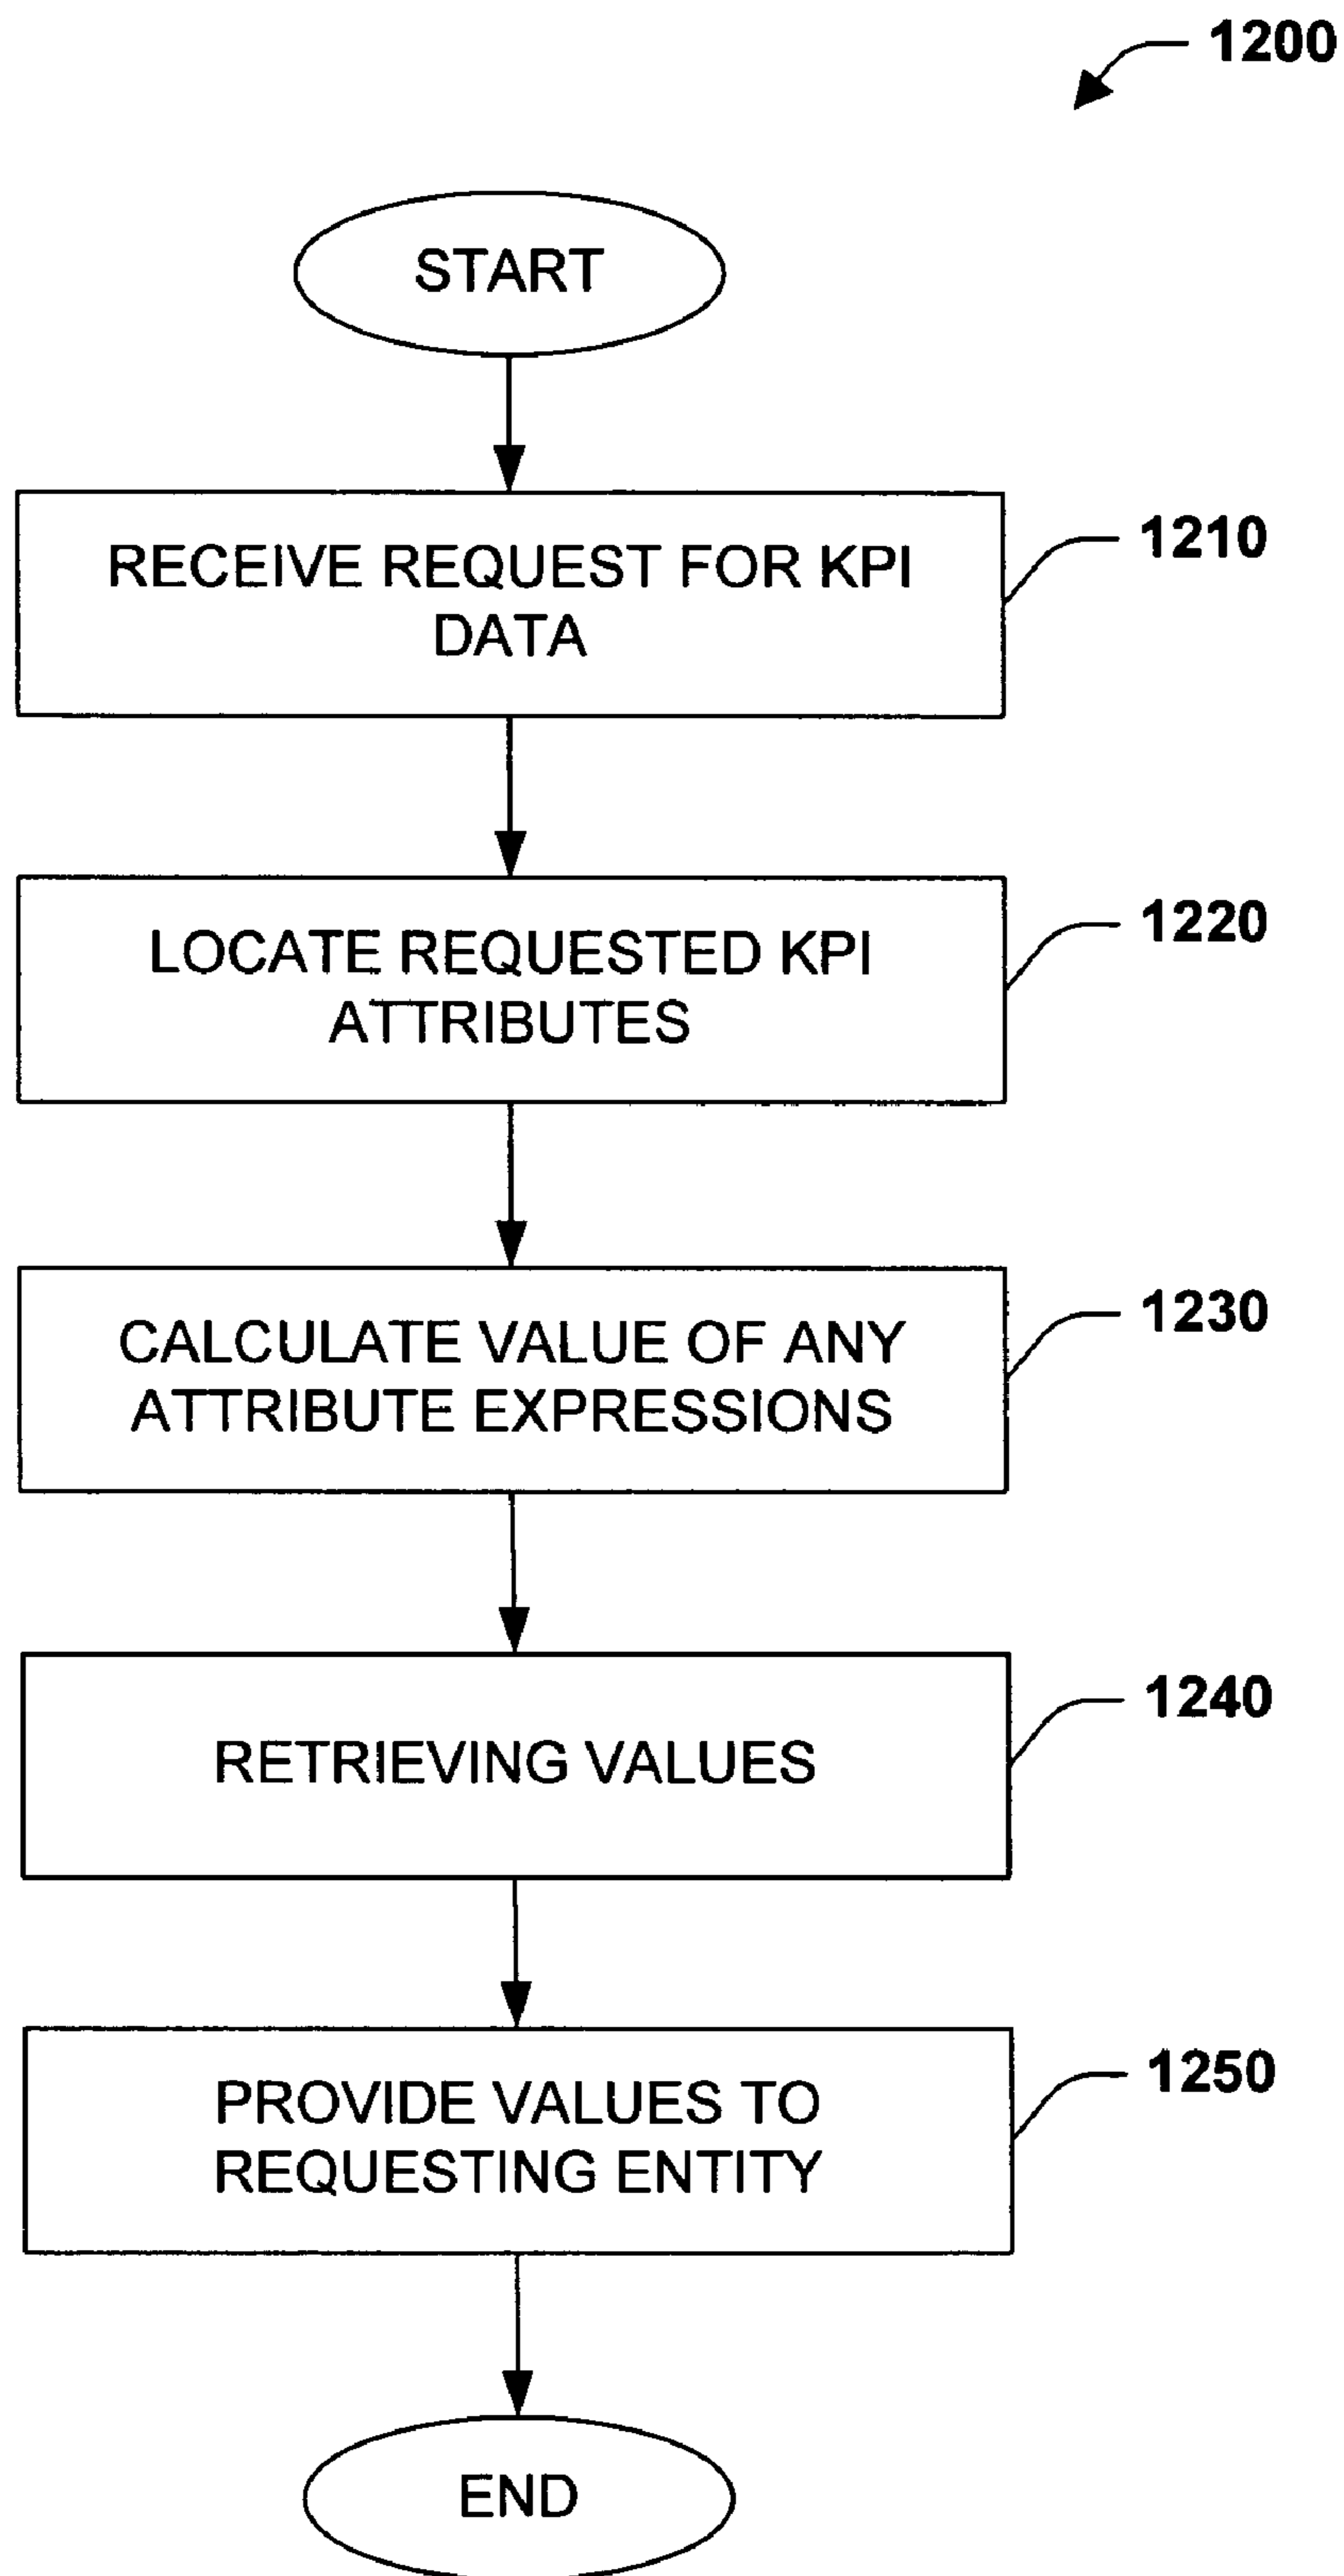 1200
START
RECEIVE REQUEST FOR KPI
DATA
1210
LOCATE REQUESTED KPI
ATTRIBUTES
1220
CALCULATE VALUE OF ANY
ATTRIBUTE EXPRESSIONS
1230
RETRIEVING VALUES
1240
PROVIDE VALUES TO
REQUESTING ENTITY
1250
END